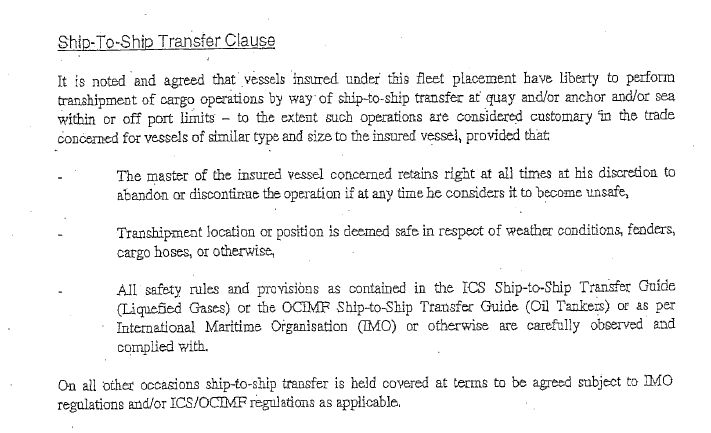 Ship-To-Ship Transfer Clause
It is noted and agreed that vessels insured under this fleet placement have liberty to perform
transhipment of cargo operations by way of ship-to-ship transfer at quay and/or anchor and/or sea
within or off port limits – to the extent such operations are considered customary in the trade
concerned for vessels of similar type and size to the insured vessel, provided that:
- The master of the insured vessel concerned retains right at all times at his discretion to
abandon or discontinue the operation if at any time he considers it to become unsafe,
- Transhipment location or position is deemed safe in respect of weather conditions, fenders,
cargo hoses, or otherwise,
- All safety rules and provisions as contained in the ICS Ship-to-Ship Transfer Guide
(Liquefied Gases) or the OCIMF Ship-to-Ship Transfer Guide (Oil Tankers) or as per
International Maritime Organisation (IMO) or otherwise are carefully observed and
complied with.
On all other occasions ship-to-ship transfer is held covered at terms to be agreed subject to IMO
regulations and/or ICS/OCIMF regulations as applicable.